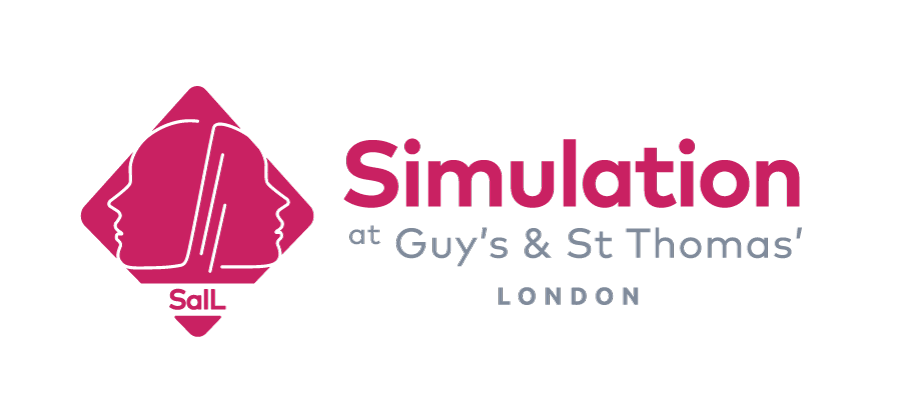 SaIL
Simulation
at Guy's & St Thomas'
LONDON